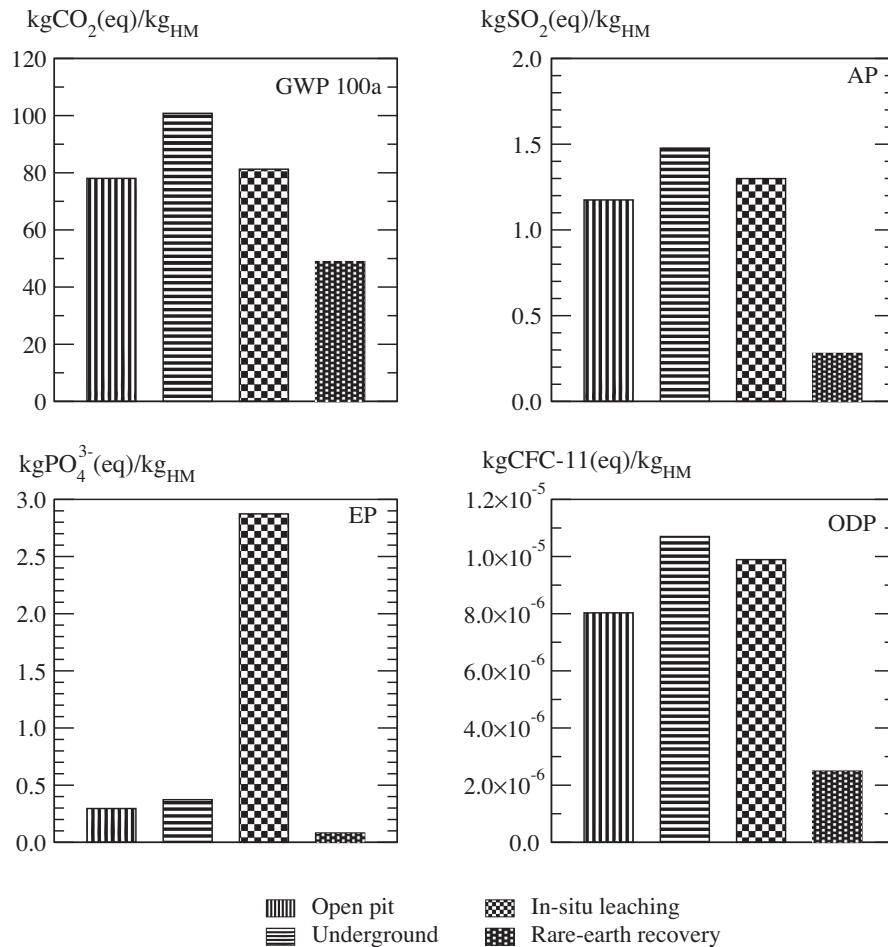 kgCO2(eq)/kgHM
GWP 100a
120
100
80
60
40
20
0
kgSO2(eq)/kgHM
AP
2.0
1.5
1.0
0.5
0.0
kgPO4^3-(eq)/kgHM
EP
3.0
2.5
2.0
1.5
1.0
0.5
0.0
kgCFC-11(eq)/kgHM
ODP
1.2×10^-5
1.0×10^-5
8.0×10^-6
6.0×10^-6
4.0×10^-6
2.0×10^-6
0.0
Open pit
Underground
In-situ leaching
Rare-earth recovery